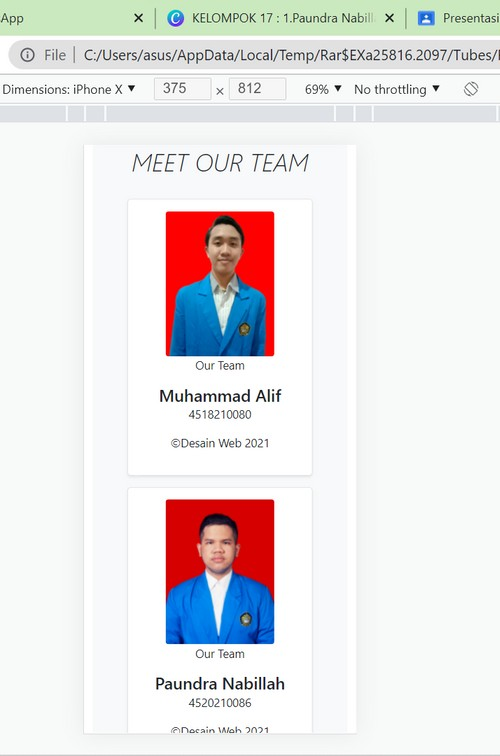 App
KELOMPOK 17 : 1.Paundra Nabill
Presentasi
File | C:/Users/asus/AppData/Local/Temp/Rar$EXa25816.2097/Tubes/
Dimensions: iPhone X ▼ 375 × 812 69% ▼ No throttling ▼
MEET OUR TEAM
Our Team
Muhammad Alif
4518210080
©Desain Web 2021
Our Team
Paundra Nabillah
4520210086
©Desain Web 2021